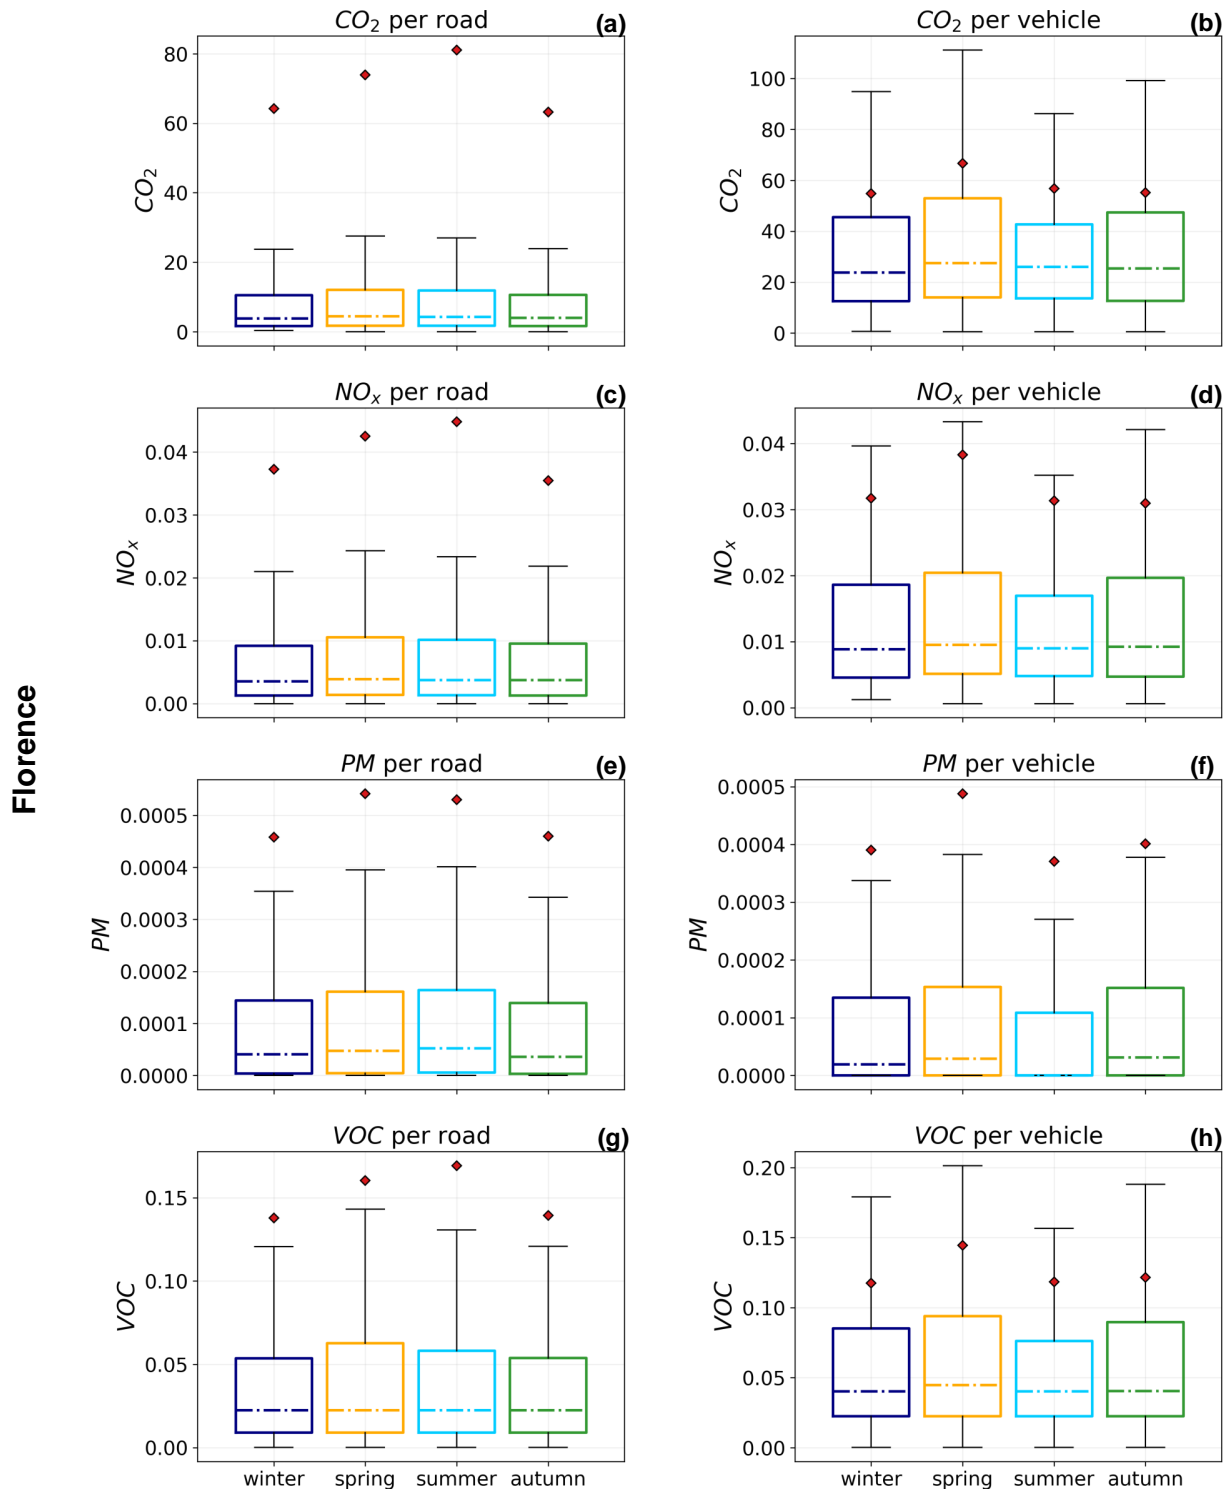 Florence
CO₂ per road (a)
80
60
40
20
0
CO₂
CO₂ per vehicle (b)
100
80
60
40
20
0
CO₂
NOₓ per road (c)
0.04
0.03
0.02
0.01
0.00
NOₓ
NOₓ per vehicle (d)
0.04
0.03
0.02
0.01
0.00
NOₓ
PM per road (e)
0.0005
0.0004
0.0003
0.0002
0.0001
0.0000
PM
PM per vehicle (f)
0.0005
0.0004
0.0003
0.0002
0.0001
0.0000
PM
VOC per road (g)
0.15
0.10
0.05
0.00
VOC
winter spring summer autumn
VOC per vehicle (h)
0.20
0.15
0.10
0.05
0.00
VOC
winter spring summer autumn